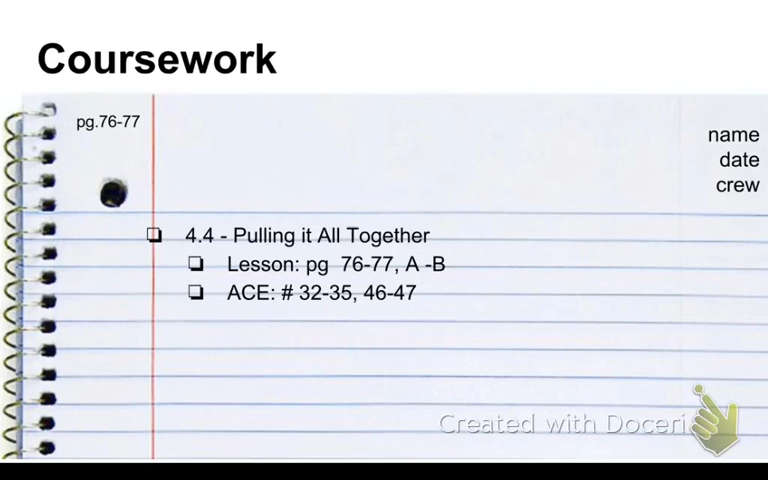 Coursework
pg.76-77
name
date
crew
❏ 4.4 - Pulling it All Together
❏ Lesson: pg 76-77, A -B
❏ ACE: # 32-35, 46-47
Created with Doceri